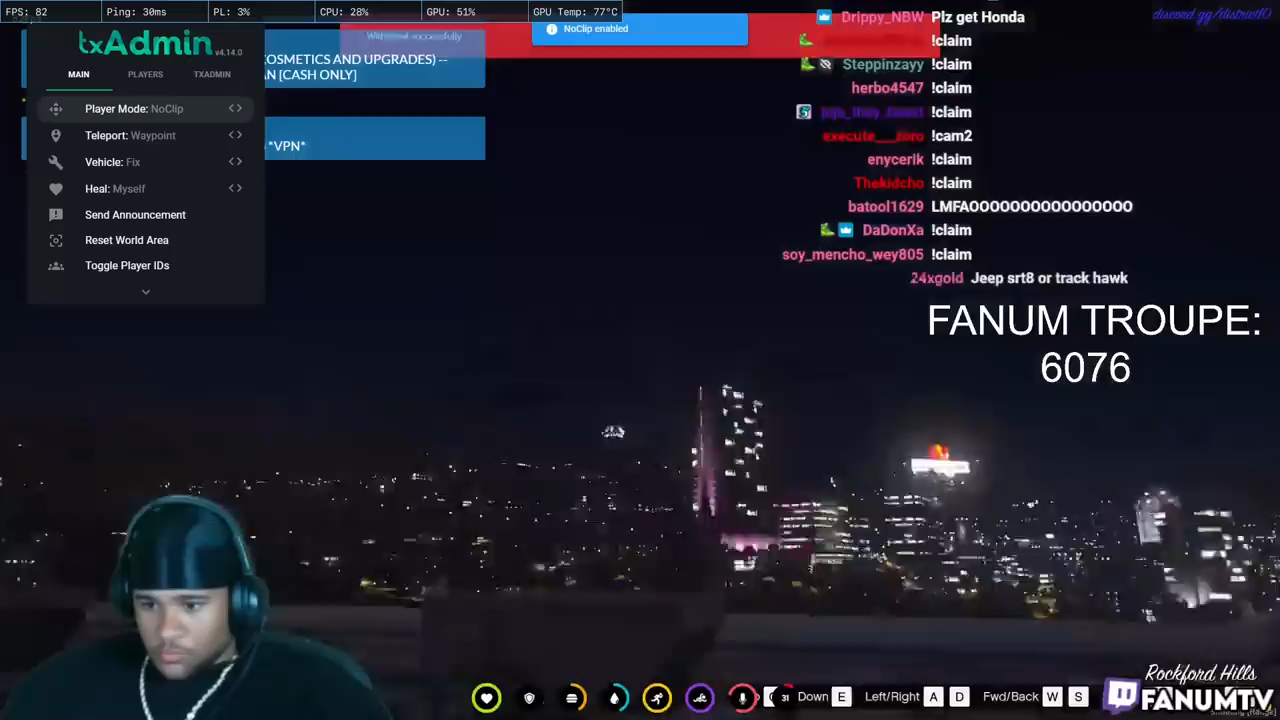 FPS: 82
Ping: 30ms
PL: 3%
CPU: 28%
GPU: 51%
GPU Temp: 77°C
txAdmin
v4.14.0
MAIN
PLAYERS
TXADMIN
Player Mode: NoClip
Teleport: Waypoint
Vehicle: Fix
Heal: Myself
Send Announcement
Reset World Area
Toggle Player IDs
COSMETICS AND UPGRADES) --
AN [CASH ONLY]
*VPN*
successfully
NoClip enabled
Drippy_NBW Plz get Honda
!claim
Steppinzayy !claim
herbo4547 !claim
!claim
execute___zoro !cam2
enycerlk !claim
Thekidcho !claim
batool1629 LMFAOOOOOOOOOOOOOOOO
DaDonXa !claim
soy_mencho_wey805 !claim
24xgold Jeep srt8 or track hawk
FANUM TROUPE:
6076
31
Down E
Left/Right A D
Fwd/Back W S
Rockford Hills
FANUMTV